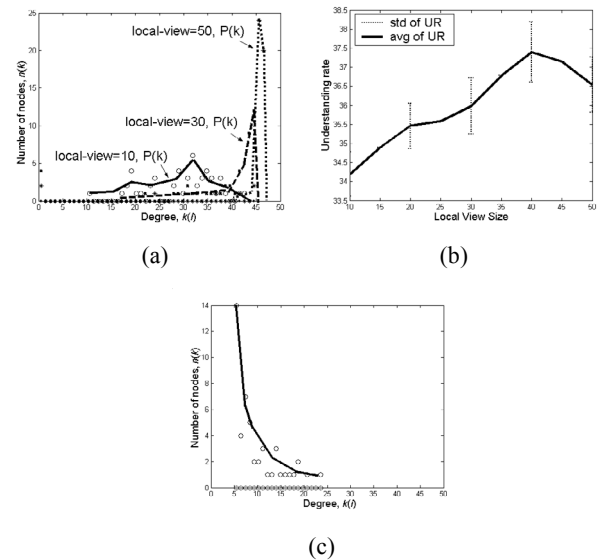 local-view=50, P(k)
local-view=30, P(k)
local-view=10, P(k)
Number of nodes, n(k)
25
20
15
10
5
0
0 5 10 15 20 25 30 35 40 45 50
Degree, k(i)
(a)
std of UR
avg of UR
Understanding rate
38.5
38
37.5
37
36.5
36
35.5
35
34.5
34
33.5
10 15 20 25 30 35 40 45 50
Local View Size
(b)
Number of nodes, n(k)
14
12
10
8
6
4
2
0
0 5 10 15 20 25 30 35 40 45 50
Degree, k(i)
(c)